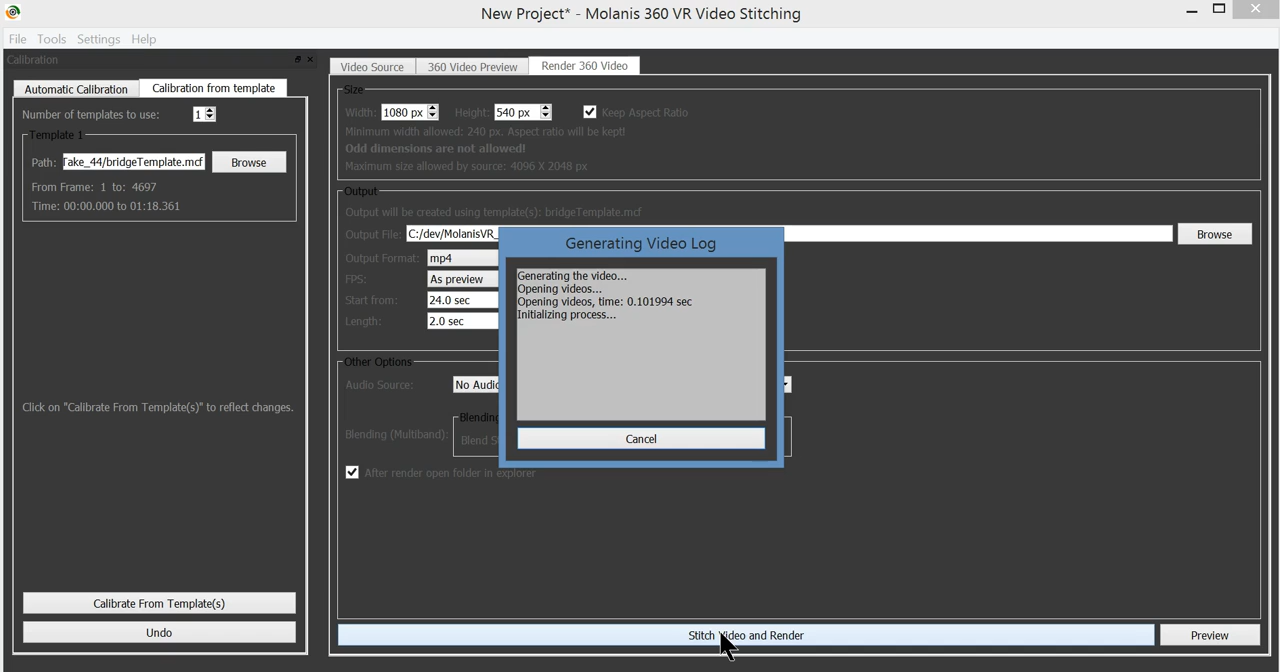 New Project* - Molanis 360 VR Video Stitching
File Tools Settings Help
Calibration
Automatic Calibration Calibration from template
Number of templates to use: 1
Template 1
Path: Take_44/bridgeTemplate.mcf Browse
From Frame: 1 to: 4697
Time: 00:00.000 to 01:18.361
Click on "Calibrate From Template(s)" to reflect changes.
Calibrate From Template(s)
Undo
Video Source 360 Video Preview Render 360 Video
Size
Width: 1080 px Height: 540 px Keep Aspect Ratio
Minimum width allowed: 240 px. Aspect ratio will be kept!
Odd dimensions are not allowed!
Maximum size allowed by source: 4096 X 2048 px
Output
Output will be created using template(s): bridgeTemplate.mcf
Output File: C:/dev/MolanisVR_ Browse
Output Format: mp4
FPS: As preview
Start from: 24.0 sec
Length: 2.0 sec
Other Options
Audio Source: No Audio
Blending
Blending (Multiband): Blend
After render open folder in explorer
Generating Video Log
Generating the video...
Opening videos...
Opening videos, time: 0.101994 sec
Initializing process...
Cancel
Stitch Video and Render Preview